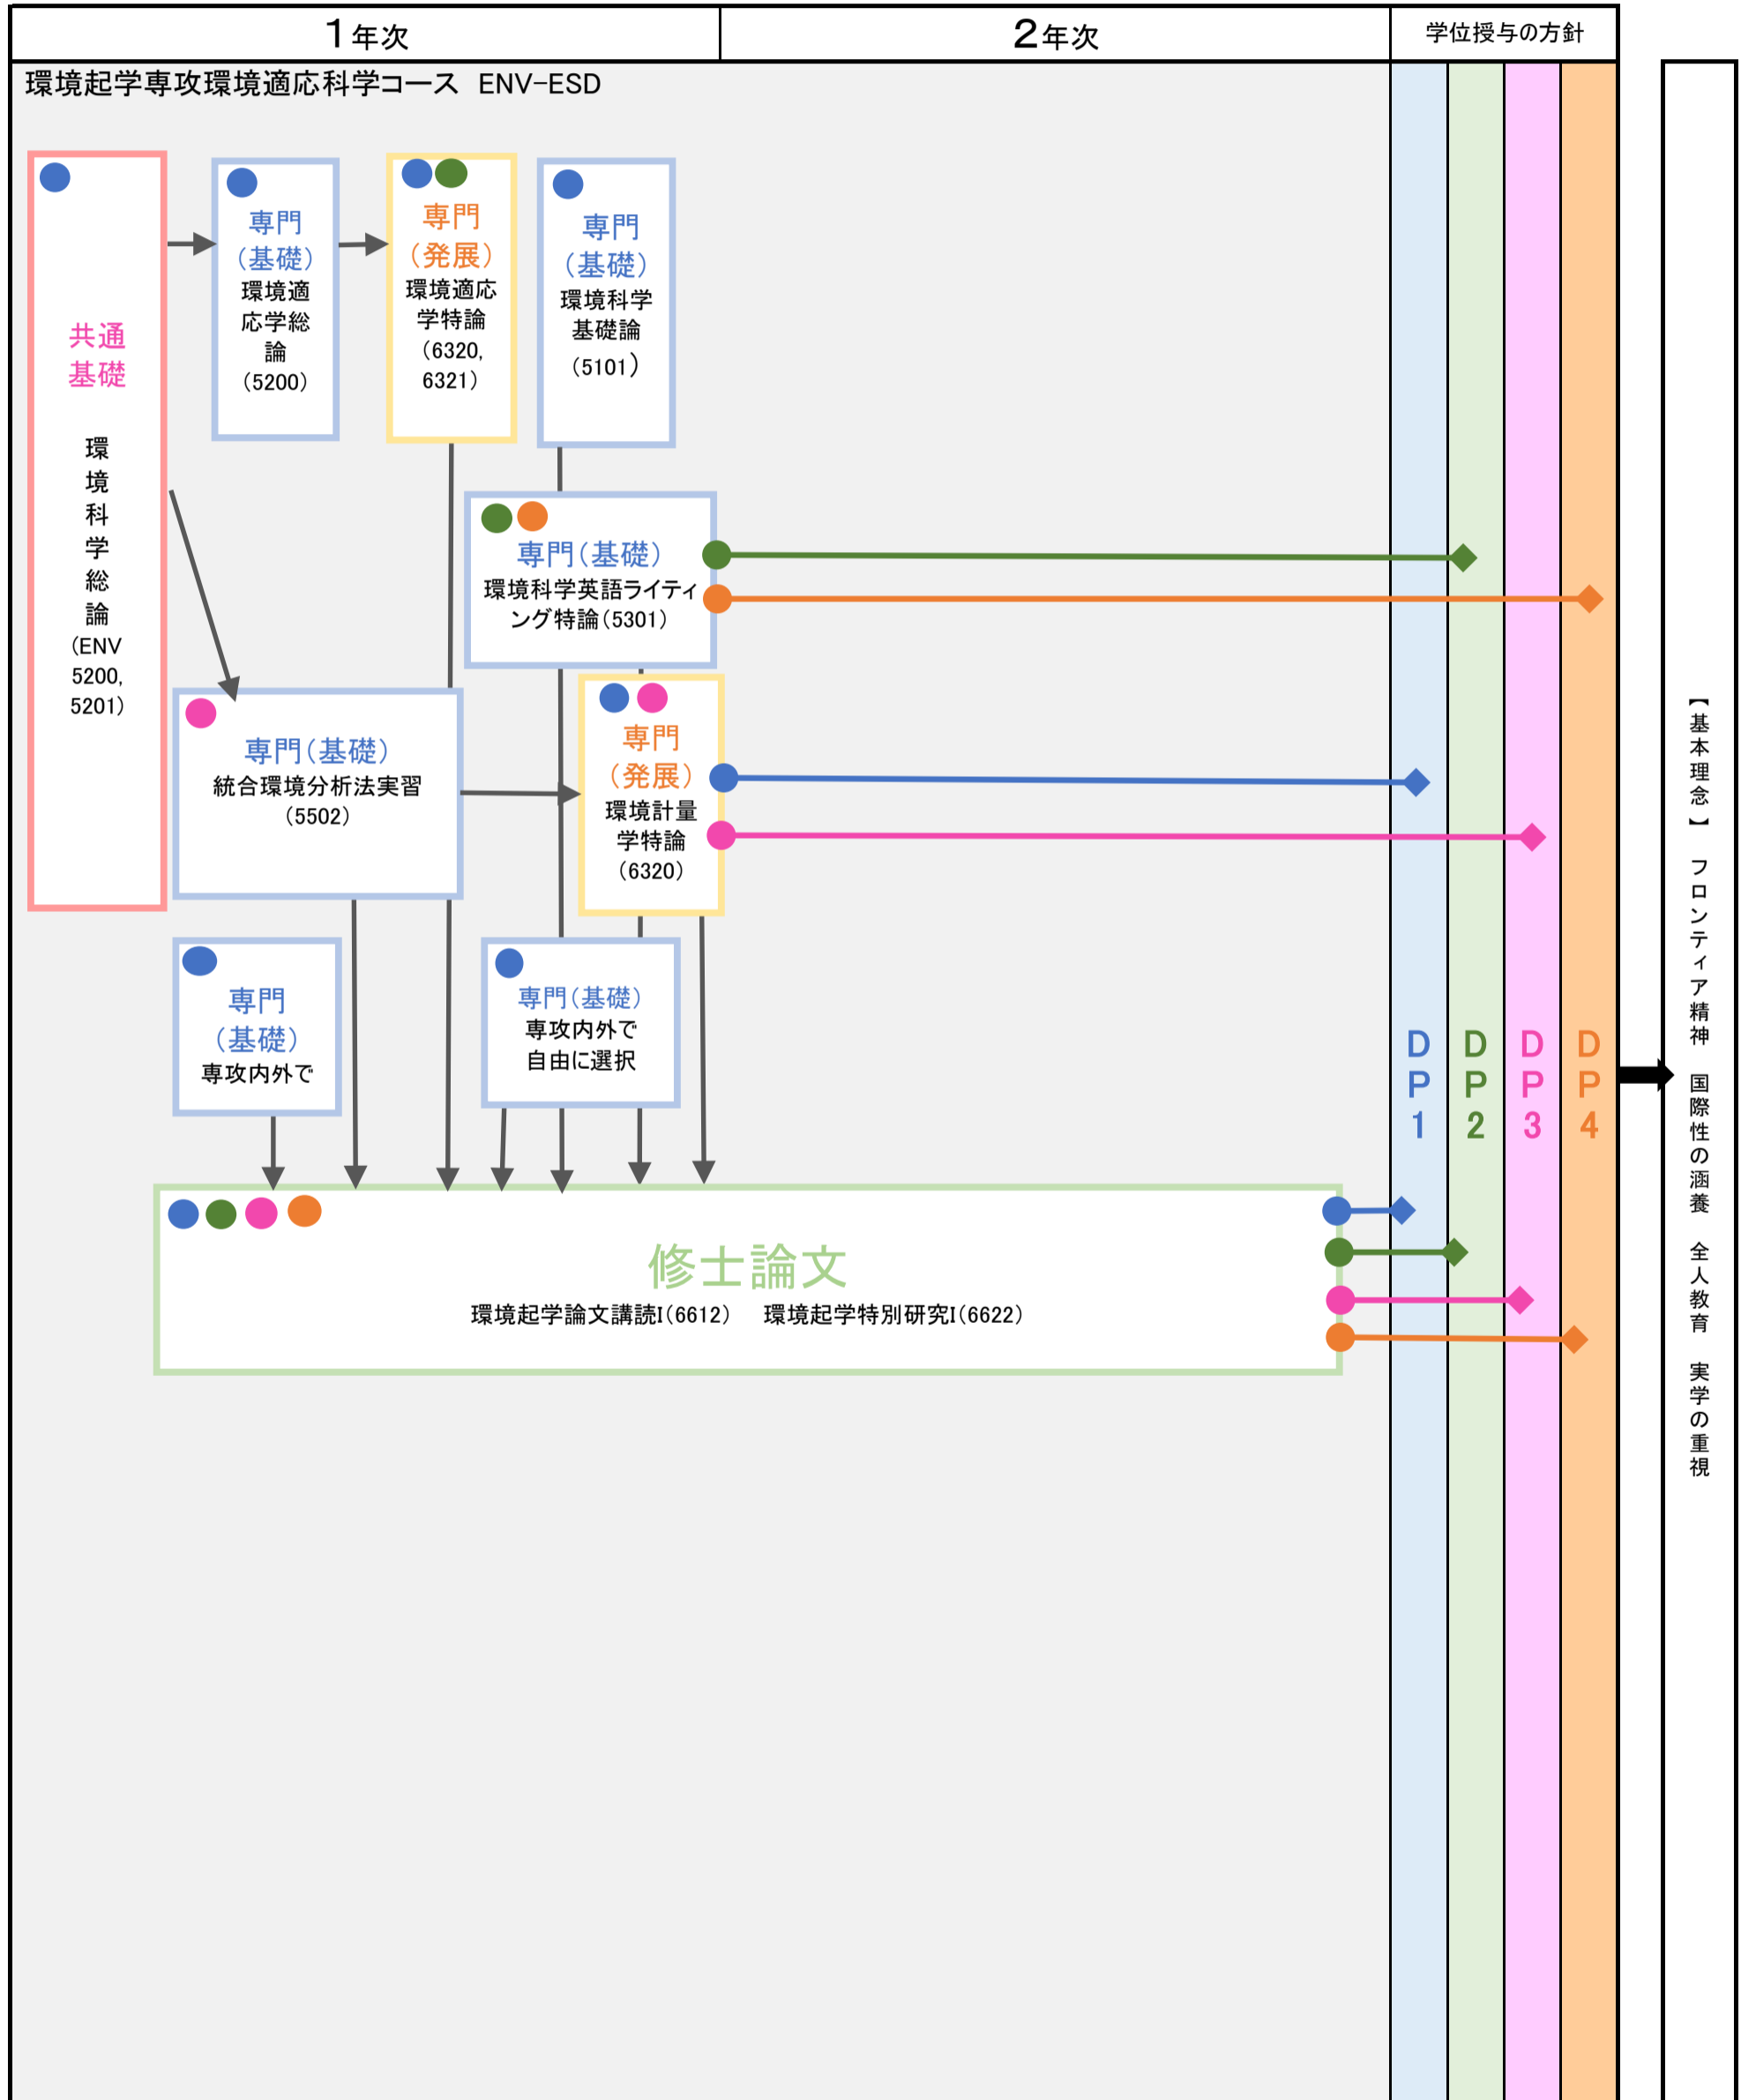 1年次
2年次
学位授与の方針
環境起学専攻環境適応科学コース ENV-ESD
共通
基礎
環
境
科
学
総
論
(ENV
5200,
5201)
専門
(基礎)
環境適
応学総
論
(5200)
専門
(発展)
環境適応
学特論
(6320,
6321)
専門
(基礎)
環境科学
基礎論
(5101)
専門(基礎)
環境科学英語ライティ
ング特論(5301)
専門(基礎)
統合環境分析法実習
(5502)
専門
(発展)
環境計量
学特論
(6320)
専門
(基礎)
専攻内外で
専門(基礎)
専攻内外で
自由に選択
修士論文
環境起学論文講読I(6612) 環境起学特別研究I(6622)
DP1
DP2
DP3
DP4
【基本理念】 フロンティア精神 国際性の涵養 全人教育 実学の重視